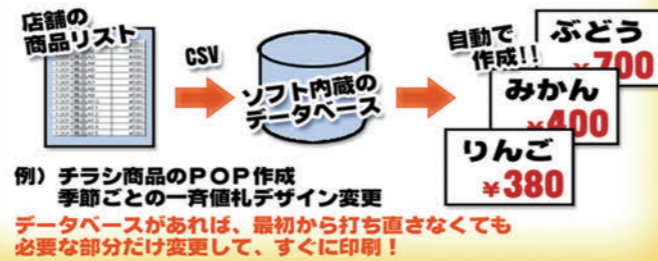 店舗の
商品リスト
CSV
ソフト内蔵の
データベース
自動で
作成!!
ぶどう
¥700
みかん
¥400
りんご
¥380
例）チラシ商品のＰＯＰ作成
季節ごとの一斉値札デザイン変更
データベースがあれば、最初から打ち直さなくても
必要な部分だけ変更して、すぐに印刷！